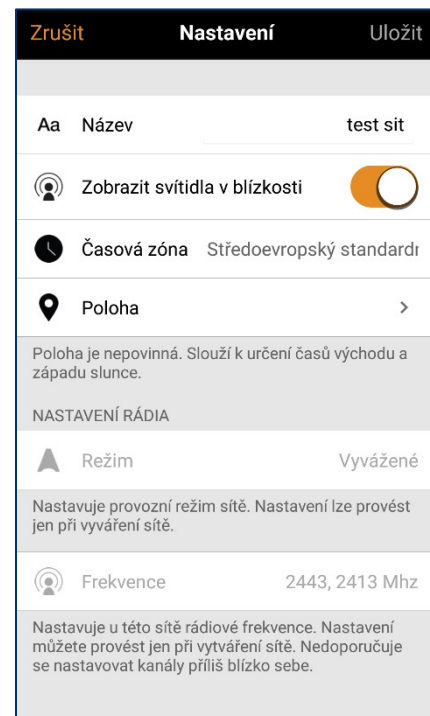 Zrušit Nastavení Uložit
Aa Název test sit
Zobrazit svítidla v blízkosti
Časová zóna Středoevropský standardr
Poloha
Poloha je nepovinná. Slouží k určení časů východu a
západu slunce.
NASTAVENÍ RÁDIA
Režim Vyvážené
Nastavuje provozní režim sítě. Nastavení lze provést
jen při vyváření sítě.
Frekvence 2443, 2413 Mhz
Nastavuje u této sítě rádiové frekvence. Nastavení
můžete provést jen při vytváření sítě. Nedoporučuje
se nastavovat kanály příliš blízko sebe.